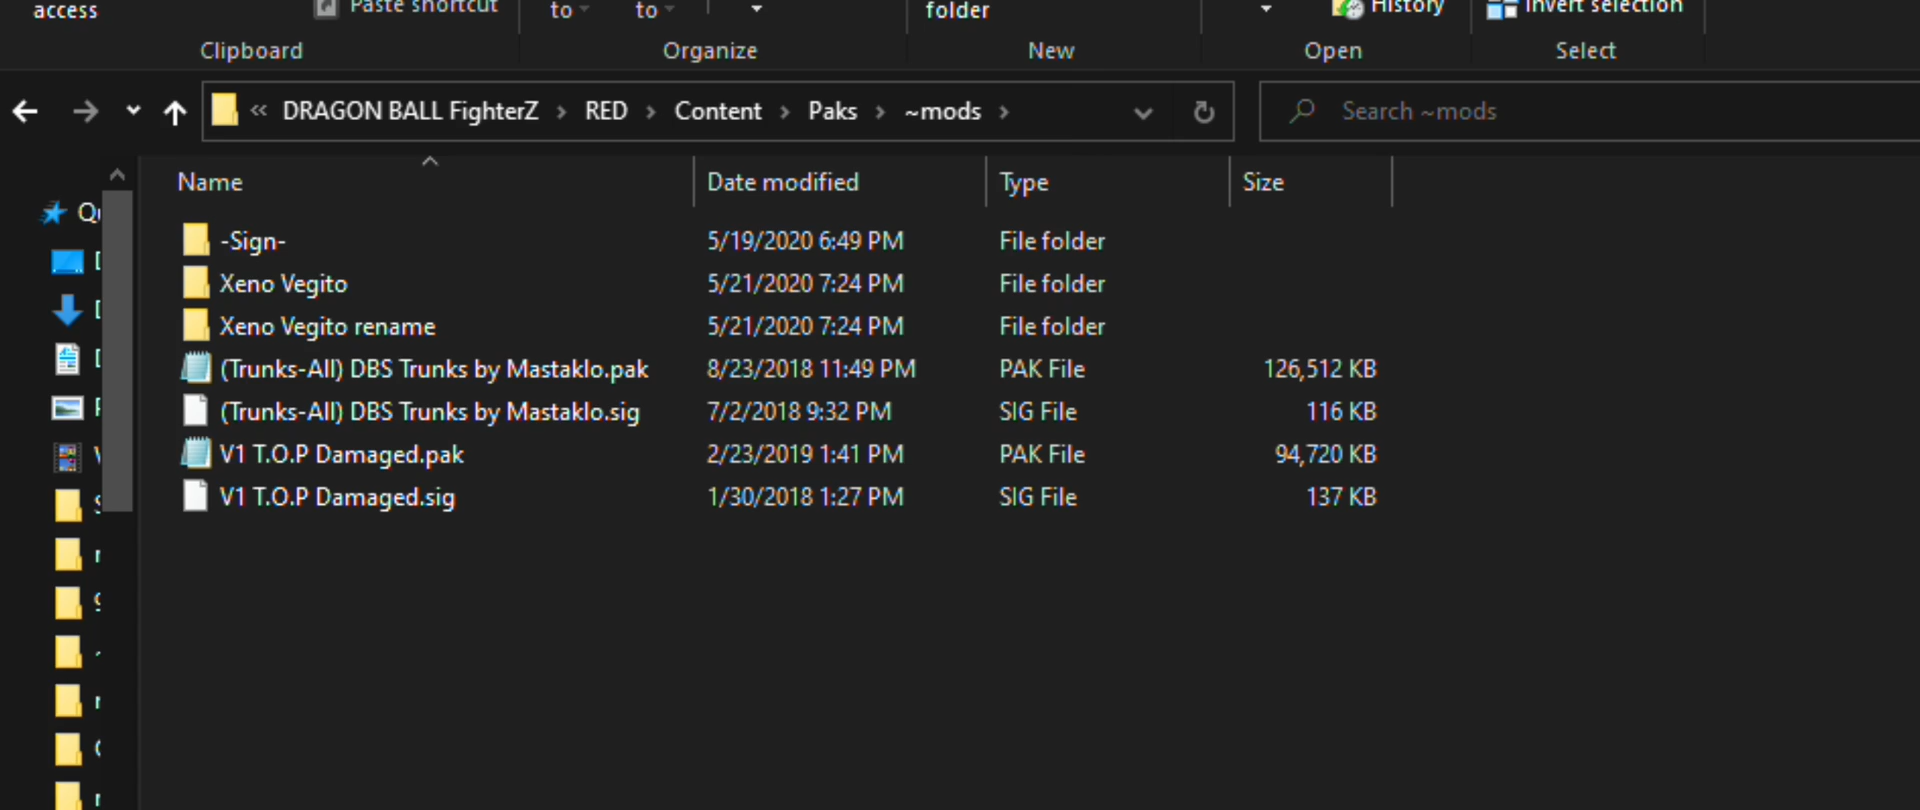 access Paste shortcut to to folder History Invert selection
Clipboard Organize New Open Select
« DRAGON BALL FighterZ › RED › Content › Paks › ~mods › Search ~mods
Name Date modified Type Size
-Sign- 5/19/2020 6:49 PM File folder
Xeno Vegito 5/21/2020 7:24 PM File folder
Xeno Vegito rename 5/21/2020 7:24 PM File folder
(Trunks-All) DBS Trunks by Mastaklo.pak 8/23/2018 11:49 PM PAK File 126,512 KB
(Trunks-All) DBS Trunks by Mastaklo.sig 7/2/2018 9:32 PM SIG File 116 KB
V1 T.O.P Damaged.pak 2/23/2019 1:41 PM PAK File 94,720 KB
V1 T.O.P Damaged.sig 1/30/2018 1:27 PM SIG File 137 KB